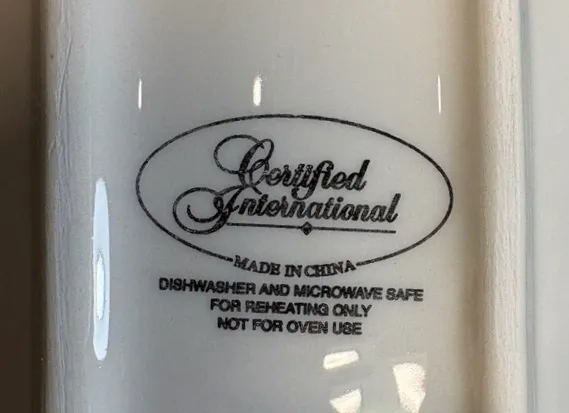 Certified
International
MADE IN CHINA
DISHWASHER AND MICROWAVE SAFE
FOR REHEATING ONLY
NOT FOR OVEN USE